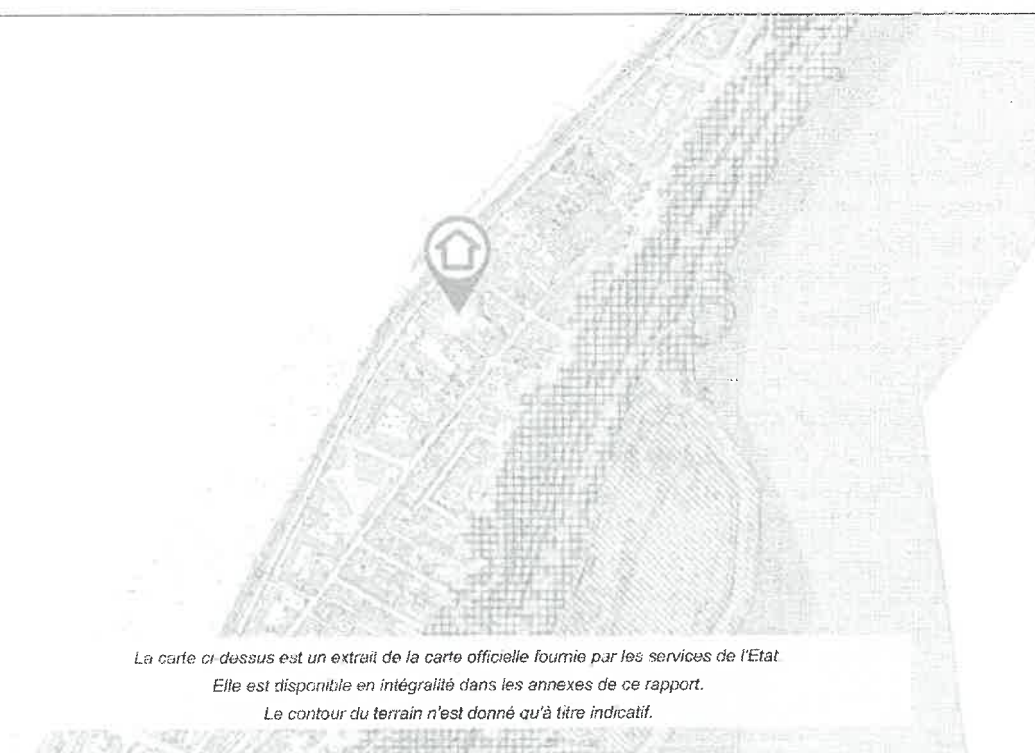 La carte ci-dessus est un extrait de la carte officielle fournie par les services de l'Etat.
Elle est disponible en intégralité dans les annexes de ce rapport.
Le contour du terrain n'est donné qu'à titre indicatif.